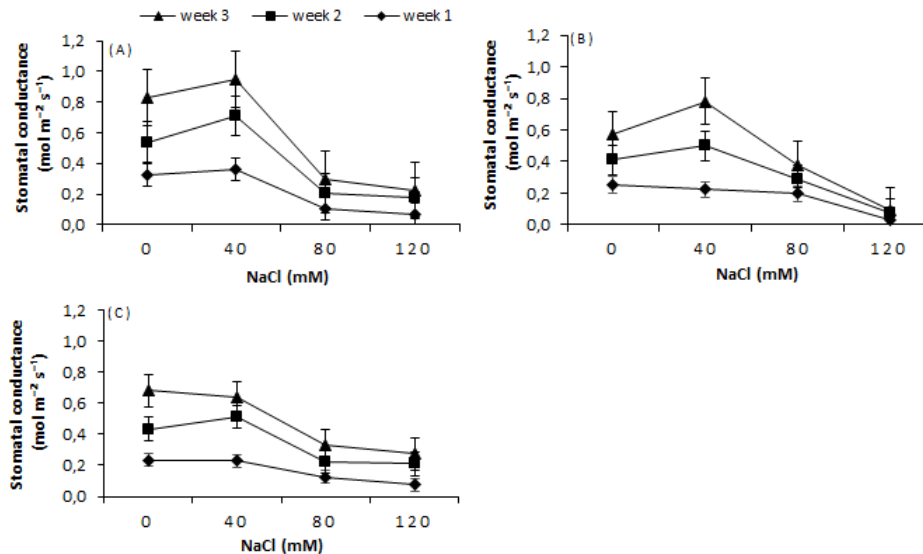 week 3 week 2 week 1
(A)
Stomatal conductance
(mol m⁻² s⁻¹)
1,2
1,0
0,8
0,6
0,4
0,2
0,0
0 40 80 120
NaCl (mM)
(B)
Stomatal conductance
(mol m⁻² s⁻¹)
1,2
1,0
0,8
0,6
0,4
0,2
0,0
0 40 80 120
NaCl (mM)
(C)
Stomatal conductance
(mol m⁻² s⁻¹)
1,2
1,0
0,8
0,6
0,4
0,2
0,0
0 40 80 120
NaCl (mM)